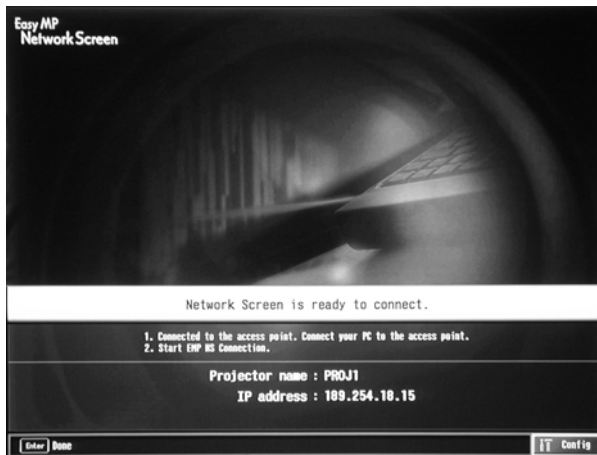 Easy MP
Network Screen
Network Screen is ready to connect.
1. Connected to the access point. Connect your PC to the access point.
2. Start EMP NS Connection.
Projector name : PROJ1
IP address : 189.254.18.15
Enter Done
Config